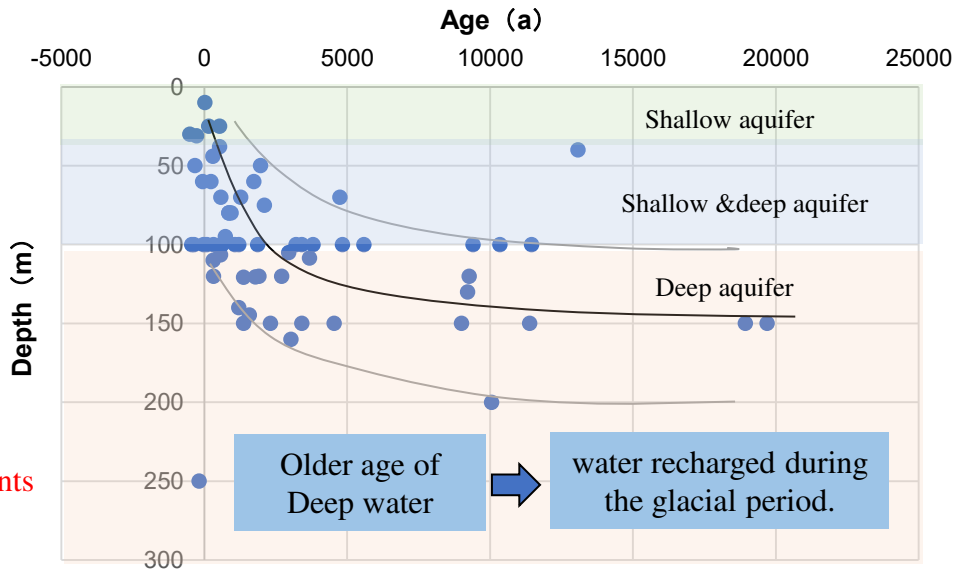 Age（a）
-5000 0 5000 10000 15000 20000 25000
0
Shallow aquifer
50
Shallow &deep aquifer
100
Depth (m)
Deep aquifer
150
200
Older age of
Deep water
water recharged during
the glacial period.
250
300